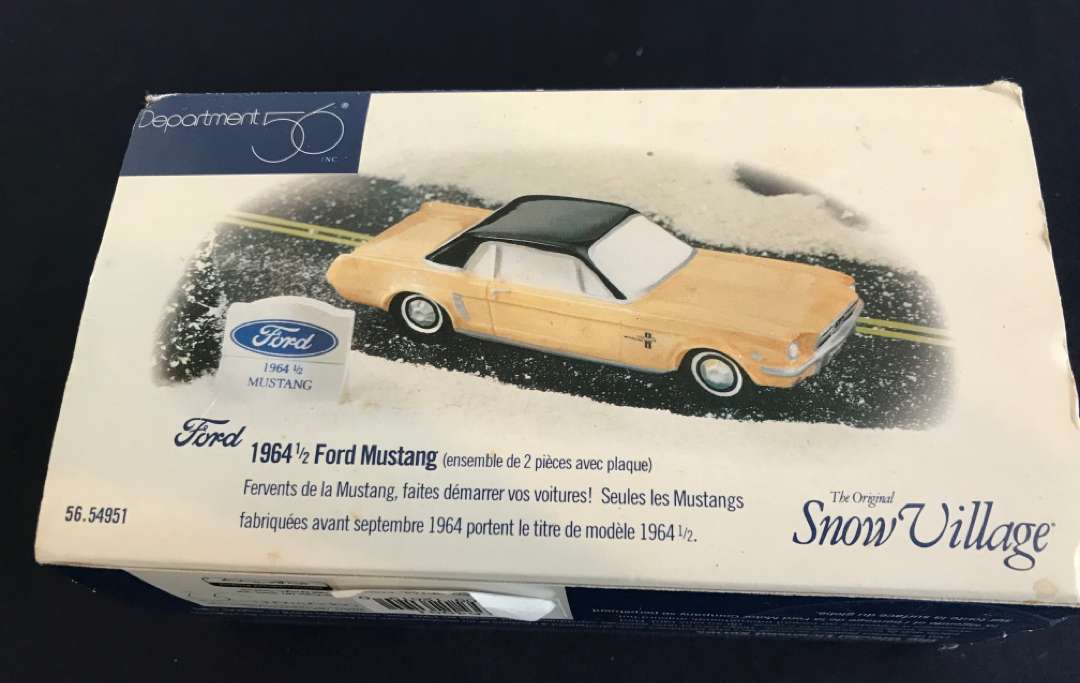 Department 56®
INC.
Ford
1964 ½
MUSTANG
Ford 1964 ½ Ford Mustang (ensemble de 2 pièces avec plaque)
Fervents de la Mustang, faites démarrer vos voitures! Seules les Mustangs
fabriquées avant septembre 1964 portent le titre de modèle 1964 ½.
56.54951
The Original
Snow Village